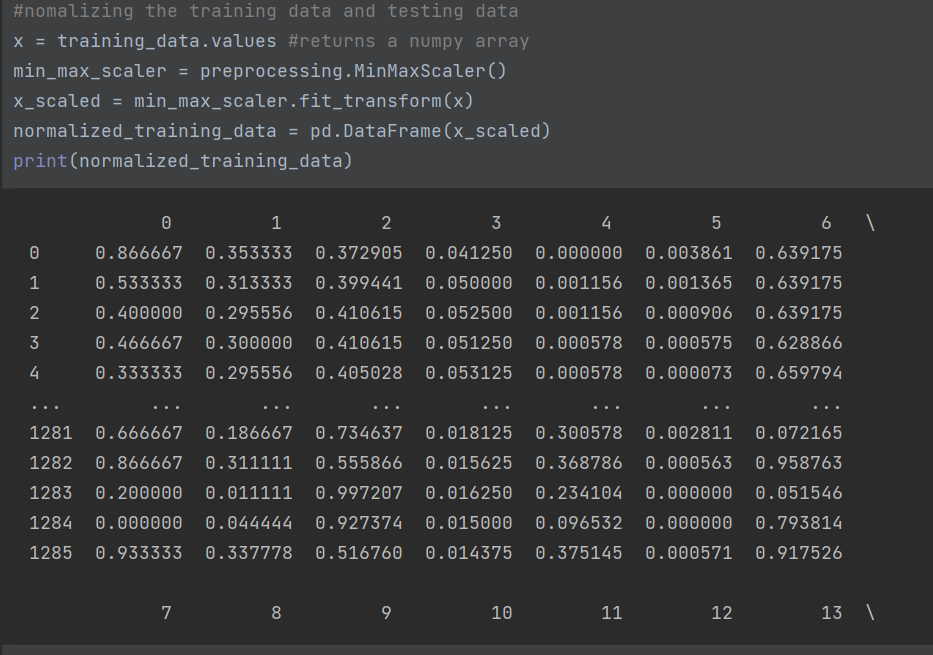 #nomalizing the training data and testing data
x = training_data.values #returns a numpy array
min_max_scaler = preprocessing.MinMaxScaler()
x_scaled = min_max_scaler.fit_transform(x)
normalized_training_data = pd.DataFrame(x_scaled)
print(normalized_training_data)
0 1 2 3 4 5 6 \
0 0.866667 0.353333 0.372905 0.041250 0.000000 0.003861 0.639175
1 0.533333 0.313333 0.399441 0.050000 0.001156 0.001365 0.639175
2 0.400000 0.295556 0.410615 0.052500 0.001156 0.000906 0.639175
3 0.466667 0.300000 0.410615 0.051250 0.000578 0.000575 0.628866
4 0.333333 0.295556 0.405028 0.053125 0.000578 0.000073 0.659794
... ... ... ... ... ... ... ...
1281 0.666667 0.186667 0.734637 0.018125 0.300578 0.002811 0.072165
1282 0.866667 0.311111 0.555866 0.015625 0.368786 0.000563 0.958763
1283 0.200000 0.011111 0.997207 0.016250 0.234104 0.000000 0.051546
1284 0.000000 0.044444 0.927374 0.015000 0.096532 0.000000 0.793814
1285 0.933333 0.337778 0.516760 0.014375 0.375145 0.000571 0.917526
7 8 9 10 11 12 13 \